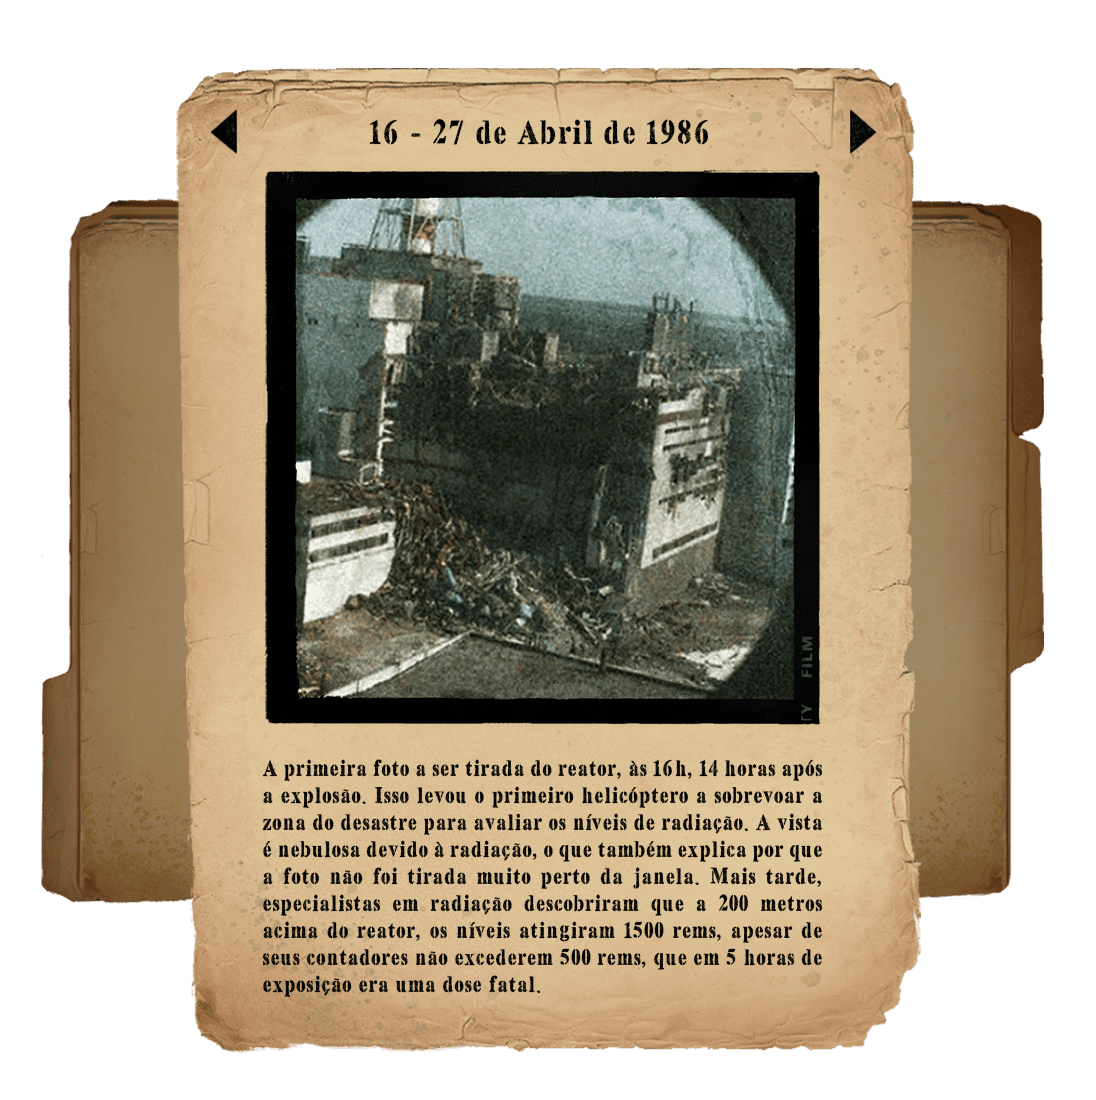 16 - 27 de Abril de 1986
TY FILM
A primeira foto a ser tirada do reator, às 16h, 14 horas após
a explosão. Isso levou o primeiro helicóptero a sobrevoar a
zona do desastre para avaliar os níveis de radiação. A vista
é nebulosa devido à radiação, o que também explica por que
a foto não foi tirada muito perto da janela. Mais tarde,
especialistas em radiação descobriram que a 200 metros
acima do reator, os níveis atingiram 1500 rems, apesar de
seus contadores não excederem 500 rems, que em 5 horas de
exposição era uma dose fatal.